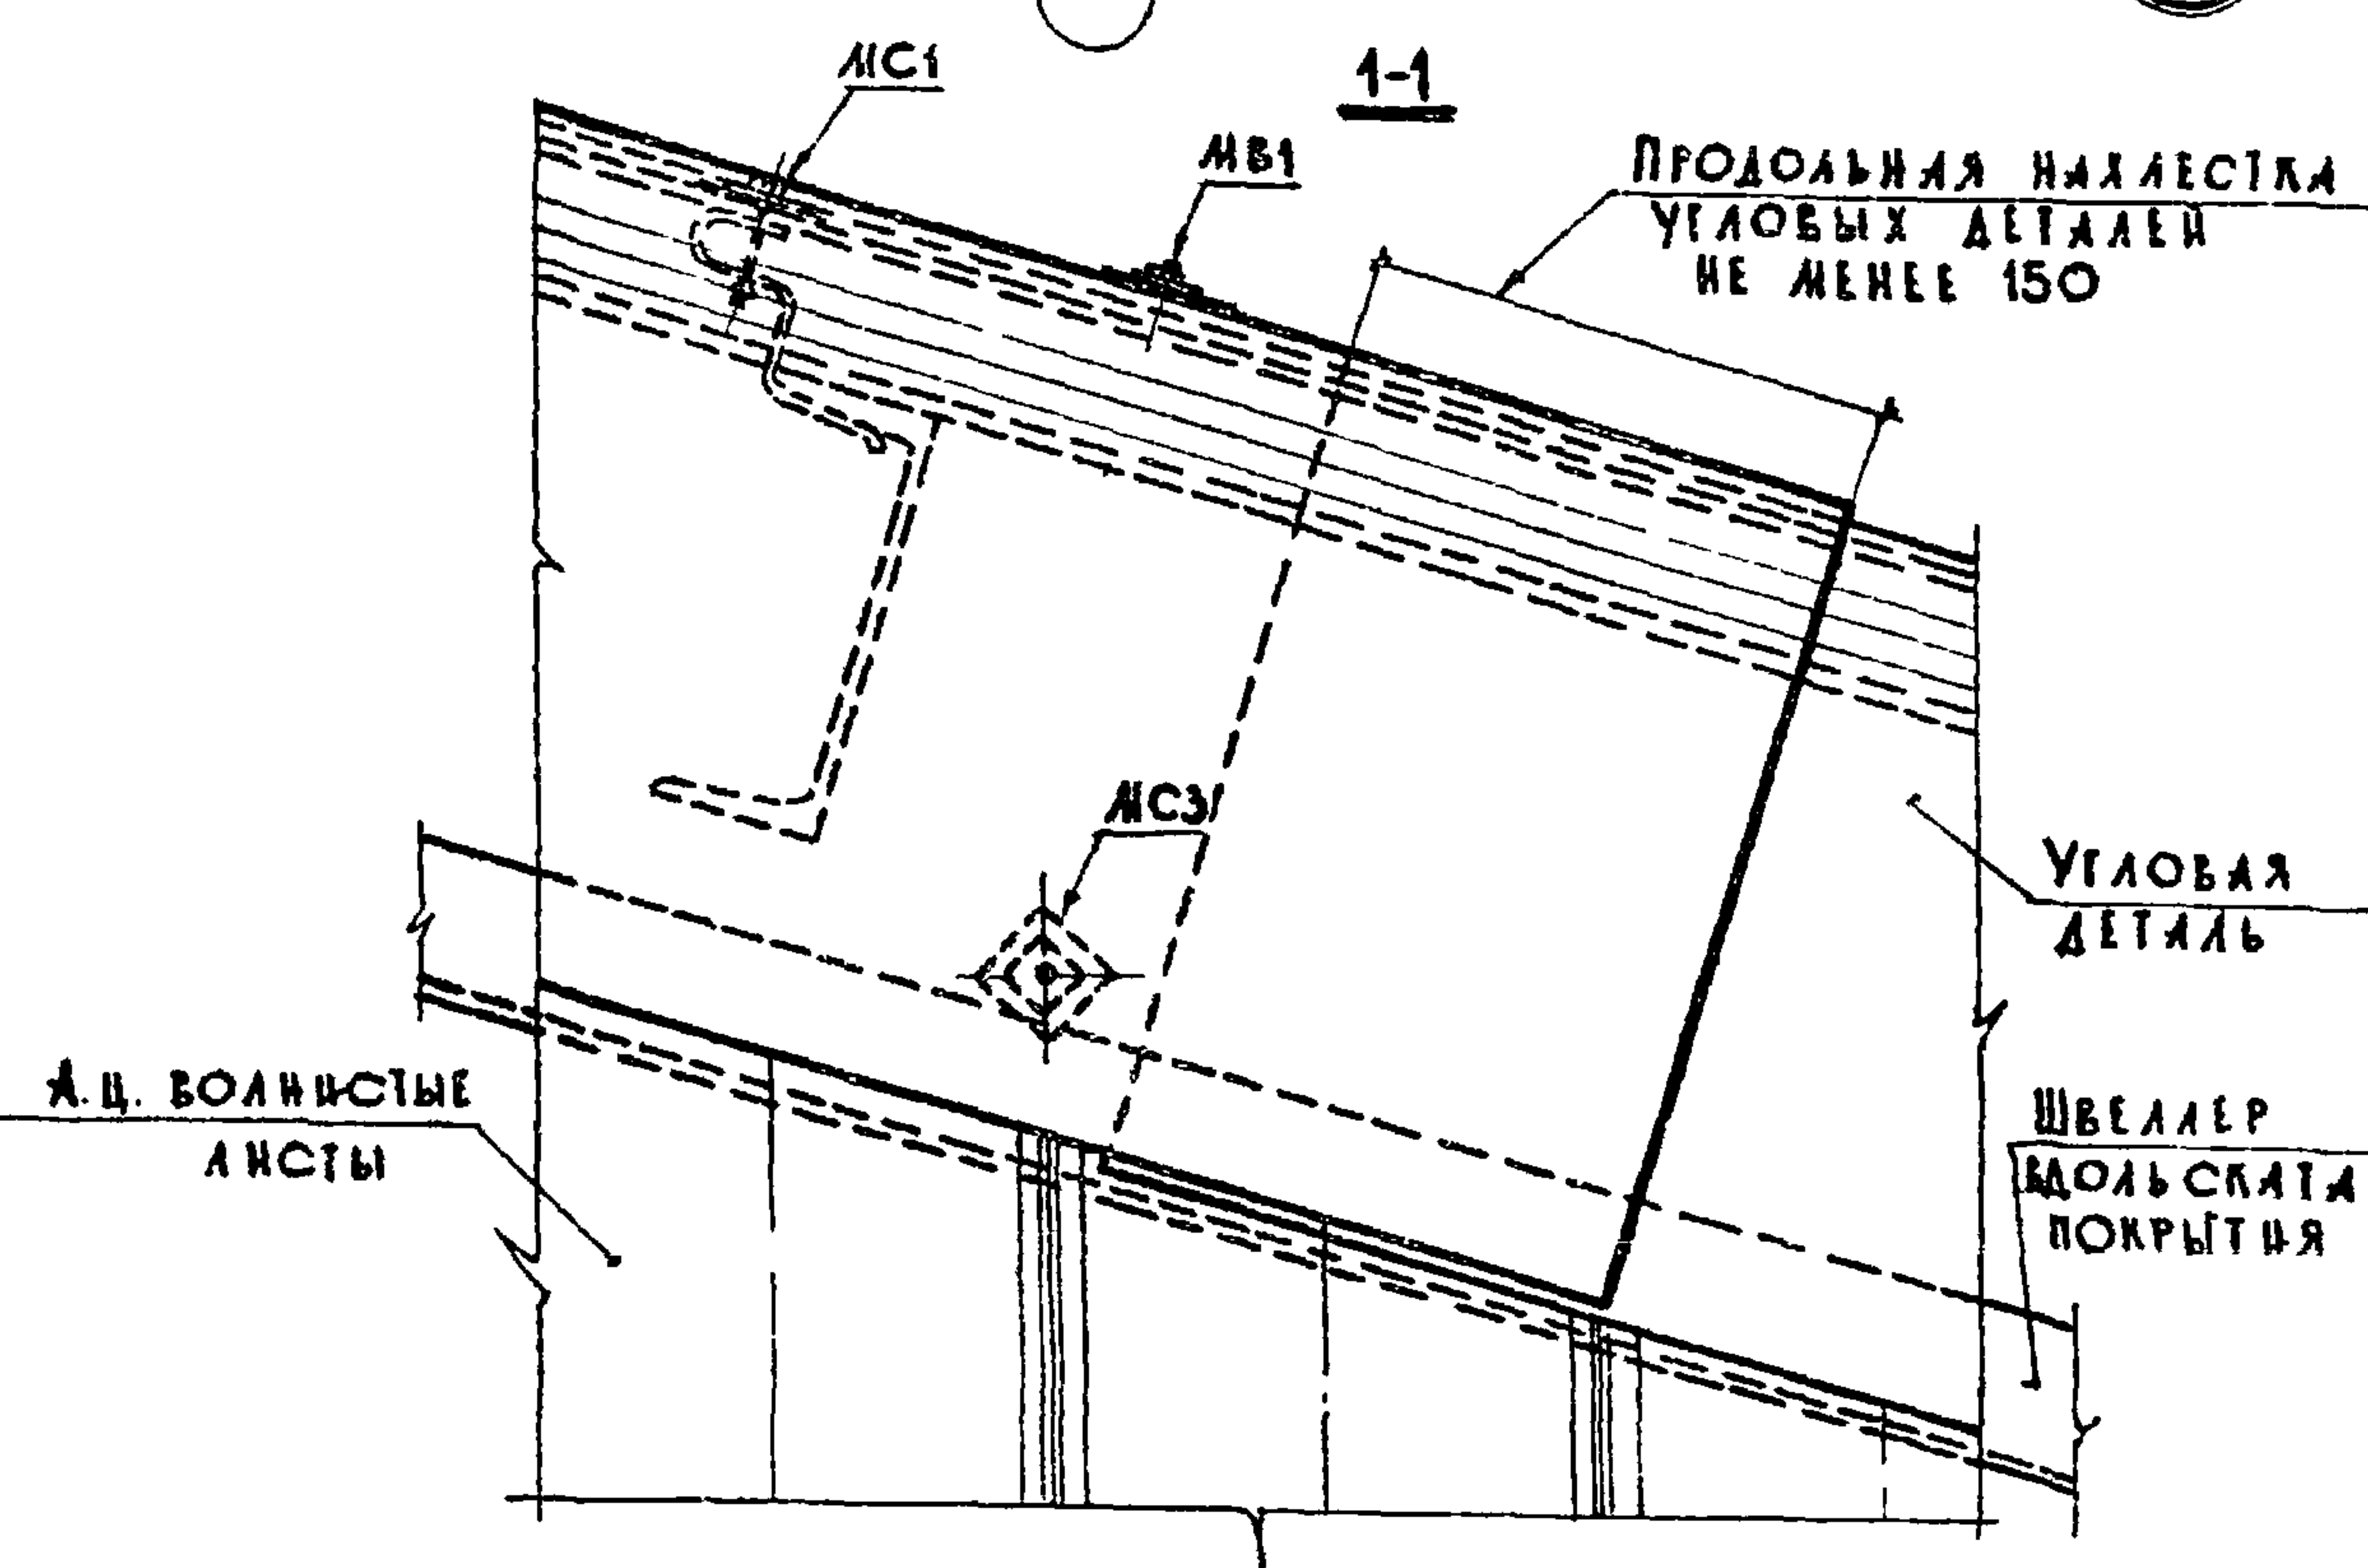 МС1
1-1
МВ1
ПРОДОЛЬНАЯ НАХЛЕСТКА
УГЛОВЫХ ДЕТАЛЕЙ
НЕ МЕНЕЕ 150
МС3
УГЛОВАЯ
ДЕТАЛЬ
А.Ц. ВОЛНИСТЫЕ
ЛИСТЫ
ШВЕЛЛЕР
ВДОЛЬ СКАТА
ПОКРЫТИЯ